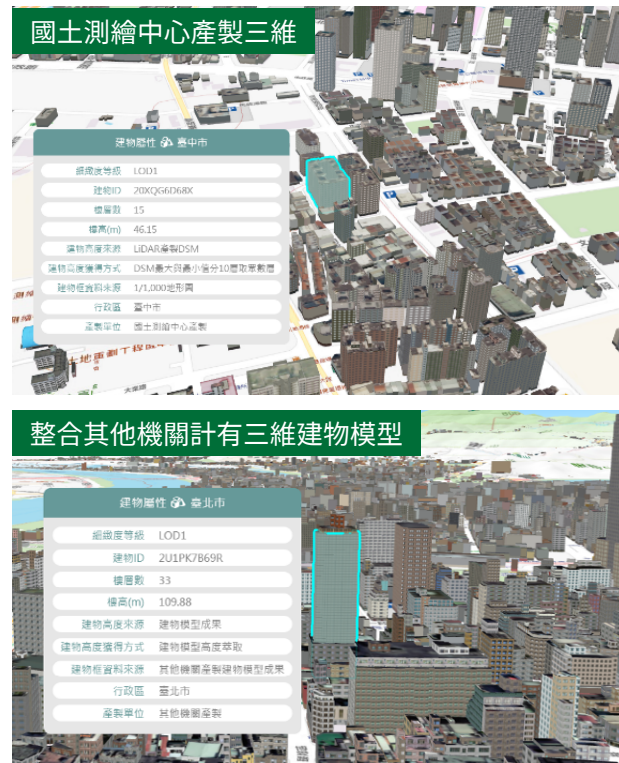 國土測繪中心產製三維
建物屬性 臺中市
細緻度等級 LOD1
建物ID 20XQG6D68X
樓層數 15
樓高(m) 46.15
建物高度來源 LiDAR產製DSM
建物高度獲得方式 DSM最大與最小值分10層取眾數層
建物框資料來源 1/1,000地形圖
行政區 臺中市
產製單位 國土測繪中心產製
土地重劃工程
整合其他機關計有三維建物模型
建物屬性 臺北市
細緻度等級 LOD1
建物ID 2U1PK7B69R
樓層數 33
樓高(m) 109.88
建物高度來源 建物模型成果
建物高度獲得方式 建物模型高度萃取
建物框資料來源 其他機關產製建物模型成果
行政區 臺北市
產製單位 其他機關產製